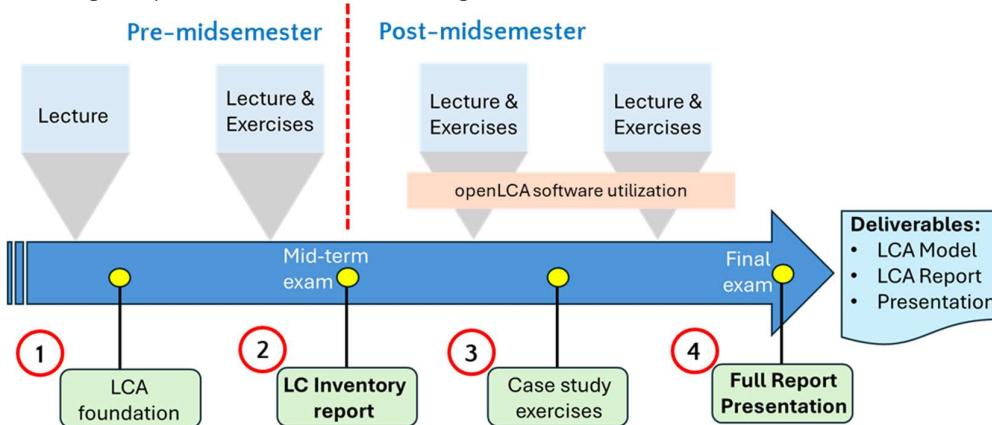 Pre-midsemester
Post-midsemester
Lecture
Lecture &
Exercises
Lecture &
Exercises
Lecture &
Exercises
openLCA software utilization
Mid-term
exam
Final
exam
Deliverables:
• LCA Model
• LCA Report
• Presentation
1
LCA
foundation
2
LC Inventory
report
3
Case study
exercises
4
Full Report
Presentation